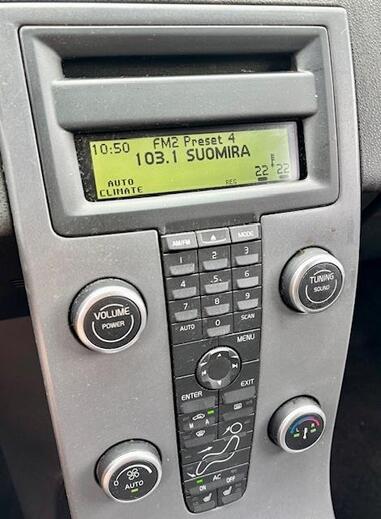 10:50 FM2 Preset 4
103.1 SUOMIRA
22 22
AUTO
CLIMATE
REC
AM/FM MODE
1 2 3
4 5 6
7 8 9
AUTO 0 SCAN
MENU
VOLUME
POWER
TUNING
SOUND
ENTER EXIT
M A
AC
ON OFF
0 AUTO